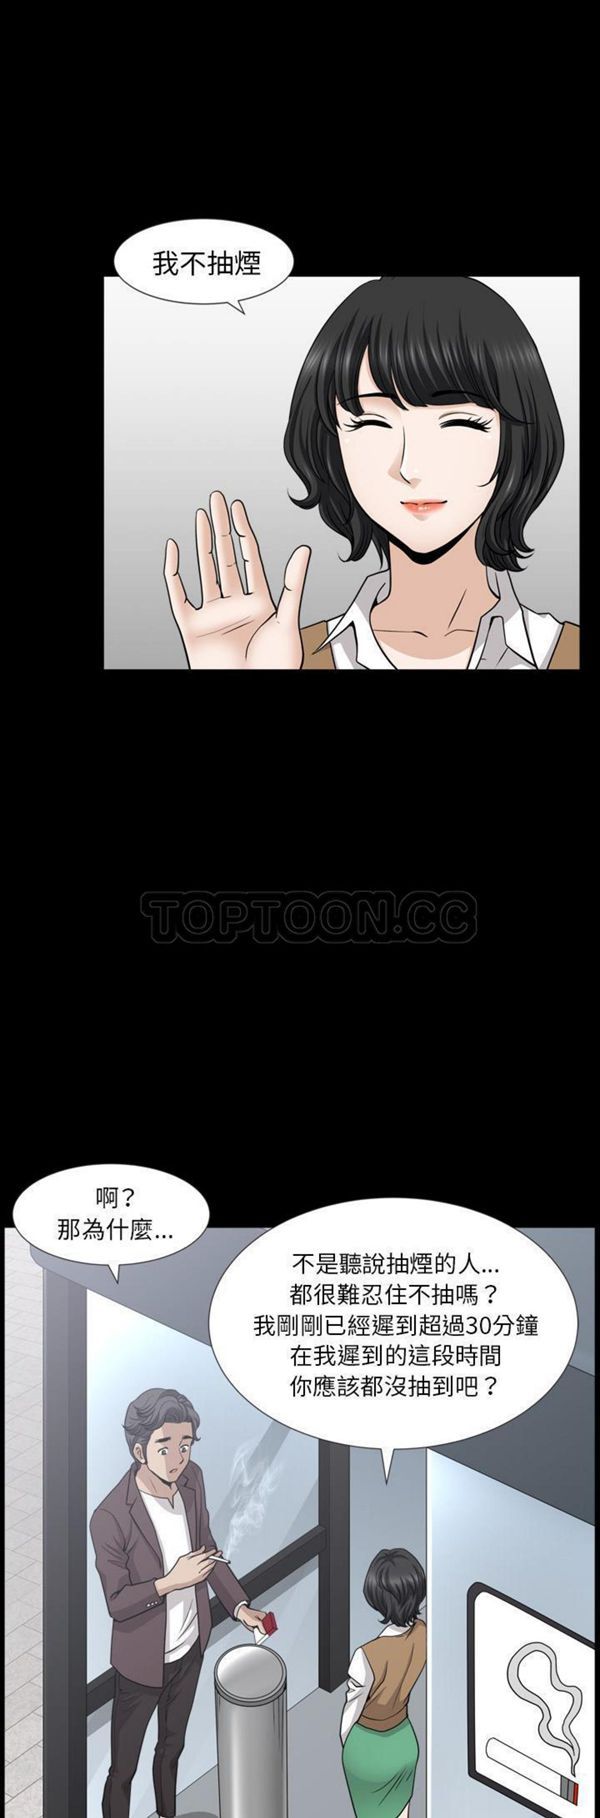 我不抽煙
TOPTOON.CC
啊？
那為什麼...
不是聽說抽煙的人...
都很難忍住不抽嗎？
我剛剛已經遲到超過30分鐘
在我遲到的這段時間
你應該都沒抽到吧？